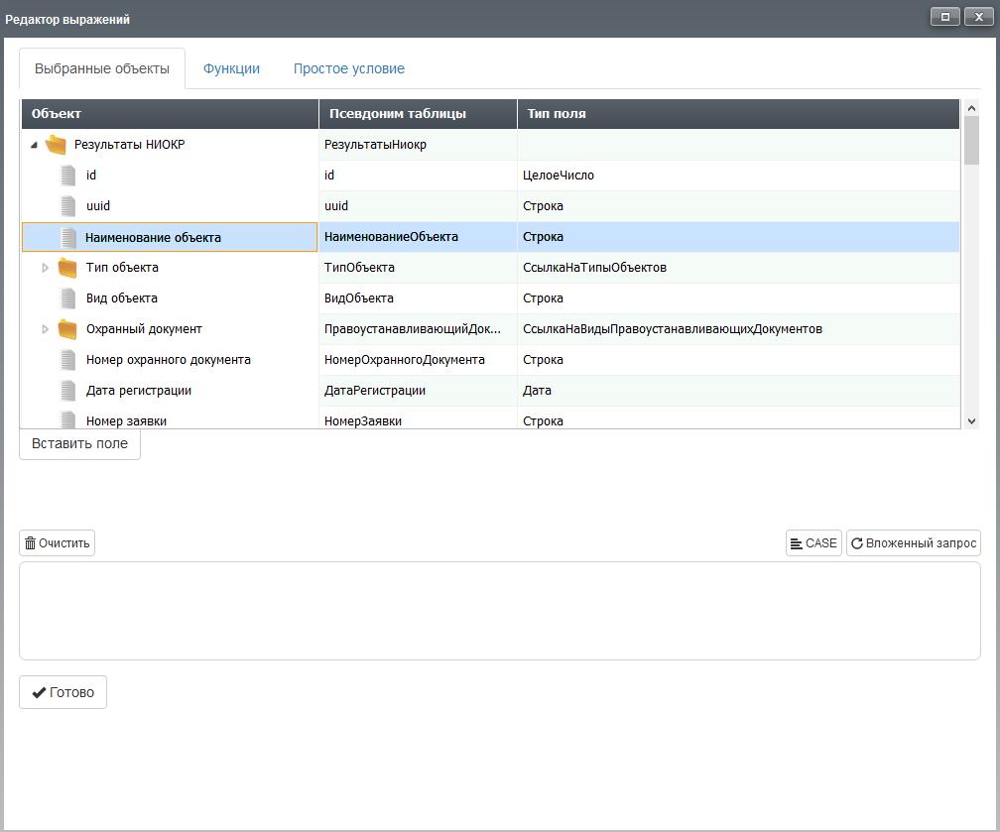 Редактор выражений
Выбранные объекты Функции Простое условие
Объект Псевдоним таблицы Тип поля
Результаты НИОКР РезультатыНиокр
id id ЦелоеЧисло
uuid uuid Строка
Наименование объекта НаименованиеОбъекта Строка
Тип объекта ТипОбъекта СсылкаНаТипыОбъектов
Вид объекта ВидОбъекта Строка
Охранный документ ПравоустанавливающийДок... СсылкаНаВидыПравоустанавливающихДокументов
Номер охранного документа НомерОхранногоДокумента Строка
Дата регистрации ДатаРегистрации Дата
Номер заявки НомерЗаявки Строка
Вставить поле
Очистить CASE Вложенный запрос
Готово